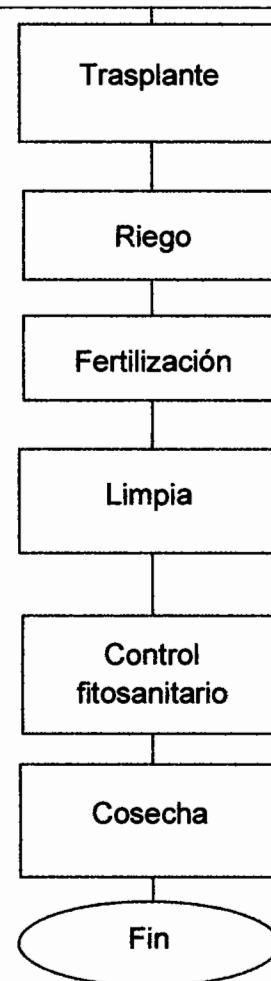 Trasplante
Riego
Fertilización
Limpia
Control
fitosanitario
Cosecha
Fin